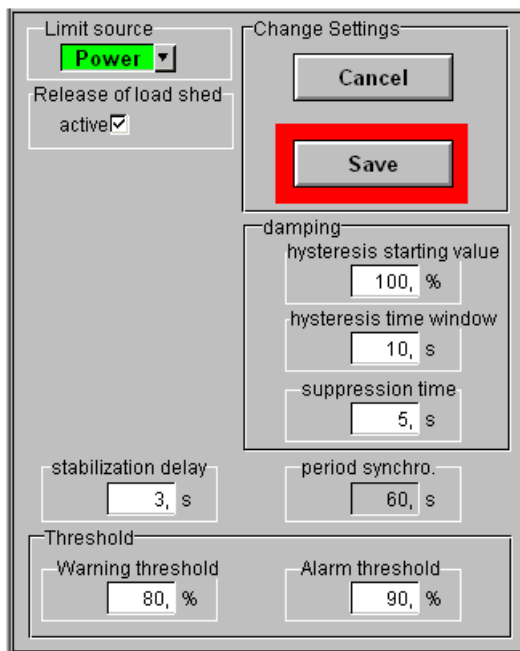 Limit source
Power
Release of load shed
active
Change Settings
Cancel
Save
damping
hysteresis starting value
100, %
hysteresis time window
10, s
suppression time
5, s
stabilization delay
3, s
period synchro.
60, s
Threshold
Warning threshold
80, %
Alarm threshold
90, %